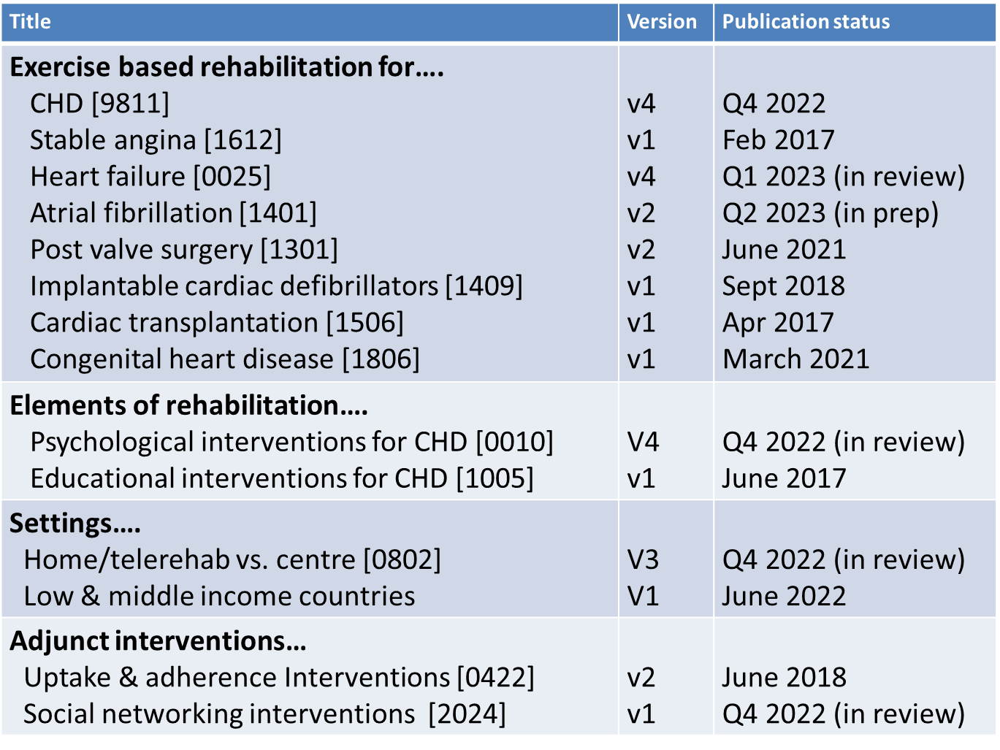 Title Version Publication status
Exercise based rehabilitation for….
CHD [9811] v4 Q4 2022
Stable angina [1612] v1 Feb 2017
Heart failure [0025] v4 Q1 2023 (in review)
Atrial fibrillation [1401] v2 Q2 2023 (in prep)
Post valve surgery [1301] v2 June 2021
Implantable cardiac defibrillators [1409] v1 Sept 2018
Cardiac transplantation [1506] v1 Apr 2017
Congenital heart disease [1806] v1 March 2021
Elements of rehabilitation….
Psychological interventions for CHD [0010] V4 Q4 2022 (in review)
Educational interventions for CHD [1005] v1 June 2017
Settings….
Home/telerehab vs. centre [0802] V3 Q4 2022 (in review)
Low & middle income countries V1 June 2022
Adjunct interventions…
Uptake & adherence Interventions [0422] v2 June 2018
Social networking interventions [2024] v1 Q4 2022 (in review)